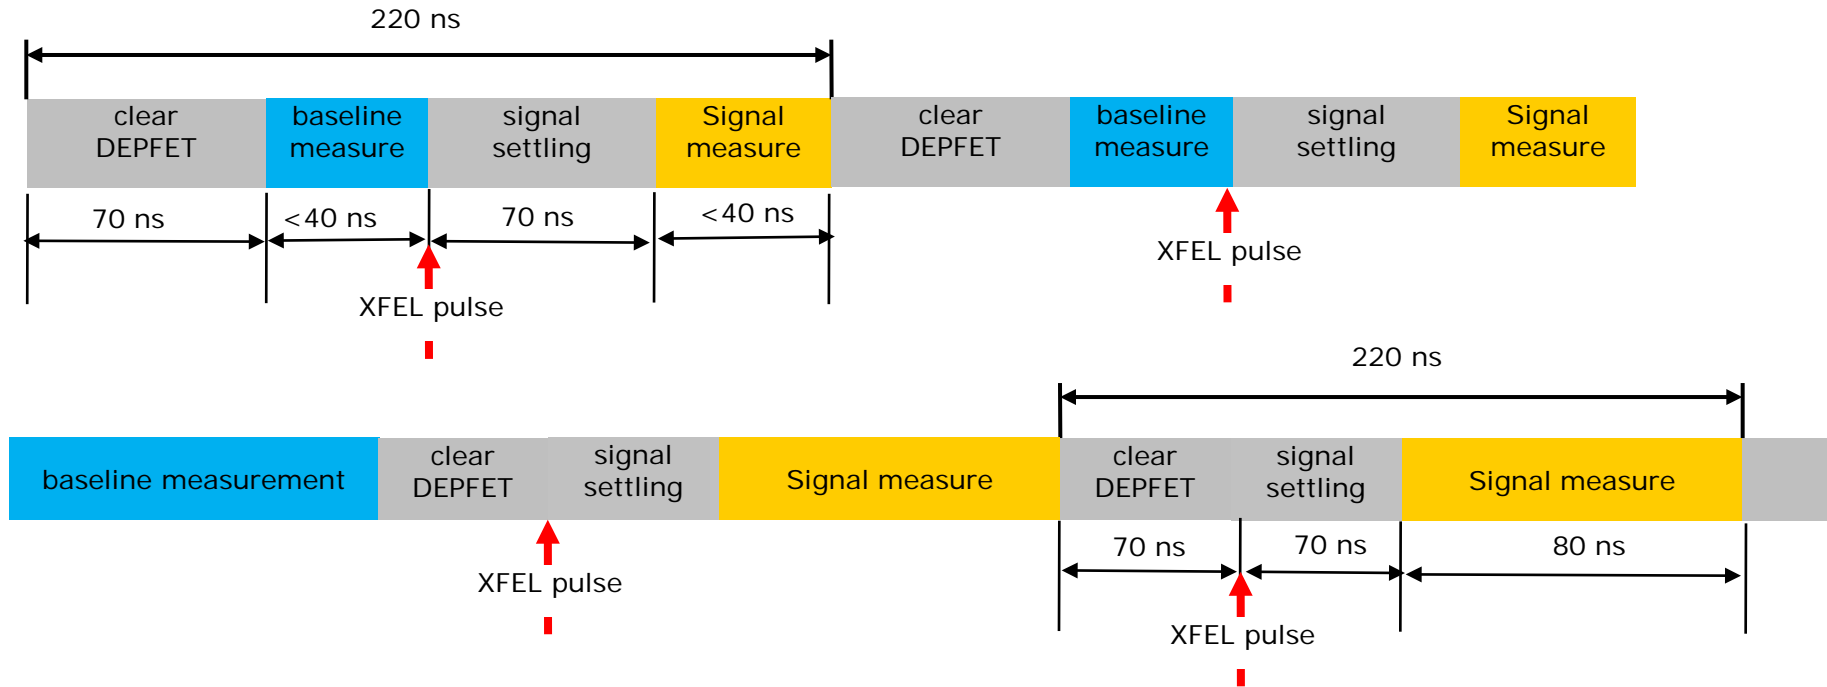 220 ns
clear
DEPFET
baseline
measure
signal
settling
Signal
measure
clear
DEPFET
baseline
measure
signal
settling
Signal
measure
70 ns
<40 ns
70 ns
<40 ns
XFEL pulse
XFEL pulse
220 ns
baseline measurement
clear
DEPFET
signal
settling
Signal measure
clear
DEPFET
signal
settling
Signal measure
70 ns
70 ns
80 ns
XFEL pulse
XFEL pulse